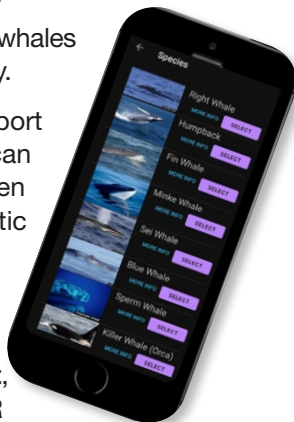 whales
y.
port
can
en
tic
t,
R
← Species
Right Whale
MORE INFO SELECT
Humpback
MORE INFO SELECT
Fin Whale
MORE INFO SELECT
Minke Whale
MORE INFO SELECT
Sei Whale
MORE INFO SELECT
Blue Whale
MORE INFO SELECT
Sperm Whale
MORE INFO SELECT
Killer Whale (Orca)
MORE INFO SELECT